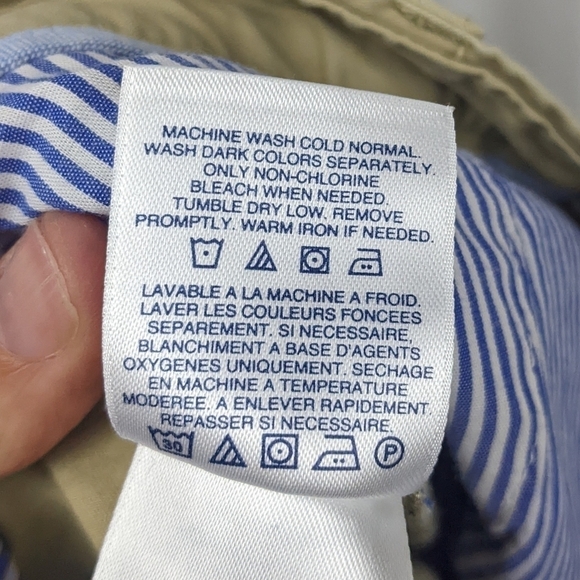 MACHINE WASH COLD NORMAL.
WASH DARK COLORS SEPARATELY.
ONLY NON-CHLORINE
BLEACH WHEN NEEDED.
TUMBLE DRY LOW. REMOVE
PROMPTLY. WARM IRON IF NEEDED.
LAVABLE A LA MACHINE A FROID.
LAVER LES COULEURS FONCEES
SEPAREMENT. SI NECESSAIRE,
BLANCHIMENT A BASE D'AGENTS
OXYGENES UNIQUEMENT. SECHAGE
EN MACHINE A TEMPERATURE
MODEREE. A ENLEVER RAPIDEMENT.
REPASSER SI NECESSAIRE.
30 P